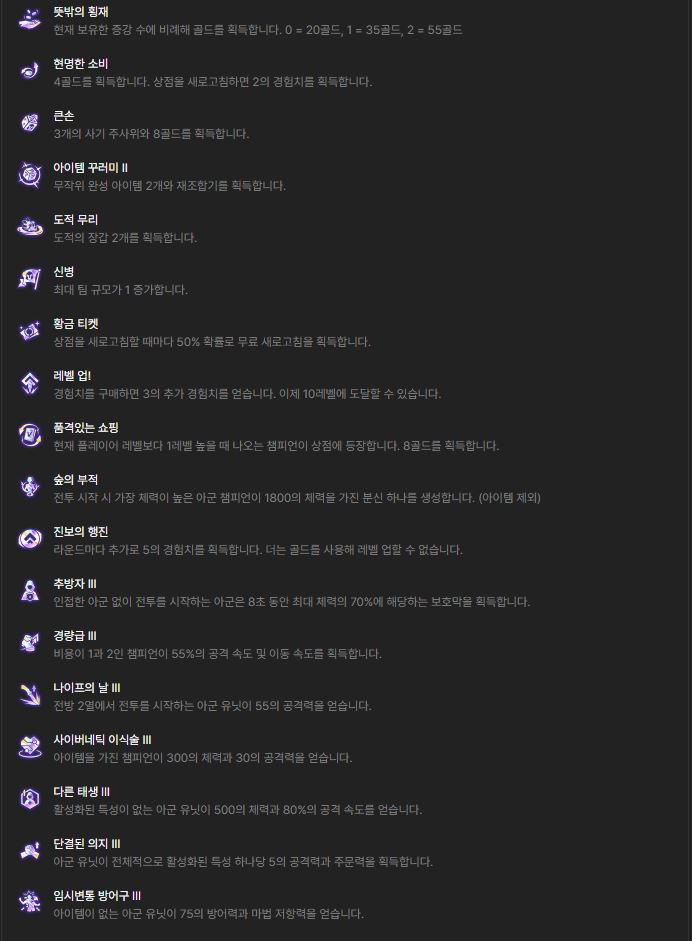 뜻밖의 횡재
현재 보유한 증강 수에 비례해 골드를 획득합니다. 0 = 20골드, 1 = 35골드, 2 = 55골드
현명한 소비
4골드를 획득합니다. 상점을 새로고침하면 2의 경험치를 획득합니다.
큰손
3개의 사기 주사위와 8골드를 획득합니다.
아이템 꾸러미 II
무작위 완성 아이템 2개와 재조합기를 획득합니다.
도적 무리
도적의 장갑 2개를 획득합니다.
신병
최대 팀 규모가 1 증가합니다.
황금 티켓
상점을 새로고침할 때마다 50% 확률로 무료 새로고침을 획득합니다.
레벨 업!
경험치를 구매하면 3의 추가 경험치를 얻습니다. 이제 10레벨에 도달할 수 있습니다.
품격있는 쇼핑
현재 플레이어 레벨보다 1레벨 높을 때 나오는 챔피언이 상점에 등장합니다. 8골드를 획득합니다.
숲의 부적
전투 시작 시 가장 체력이 높은 아군 챔피언이 1800의 체력을 가진 분신 하나를 생성합니다. (아이템 제외)
진보의 행진
라운드마다 추가로 5의 경험치를 획득합니다. 더는 골드를 사용해 레벨 업할 수 없습니다.
추방자 III
인접한 아군 없이 전투를 시작하는 아군은 8초 동안 최대 체력의 70%에 해당하는 보호막을 획득합니다.
경량급 III
비용이 1과 2인 챔피언이 55%의 공격 속도 및 이동 속도를 획득합니다.
나이프의 날 III
전방 2열에서 전투를 시작하는 아군 유닛이 55의 공격력을 얻습니다.
사이버네틱 이식술 III
아이템을 가진 챔피언이 300의 체력과 30의 공격력을 얻습니다.
다른 태생 III
활성화된 특성이 없는 아군 유닛이 500의 체력과 80%의 공격 속도를 얻습니다.
단결된 의지 III
아군 유닛이 전체적으로 활성화된 특성 하나당 5의 공격력과 주문력을 획득합니다.
임시변통 방어구 III
아이템이 없는 아군 유닛이 75의 방어력과 마법 저항력을 얻습니다.